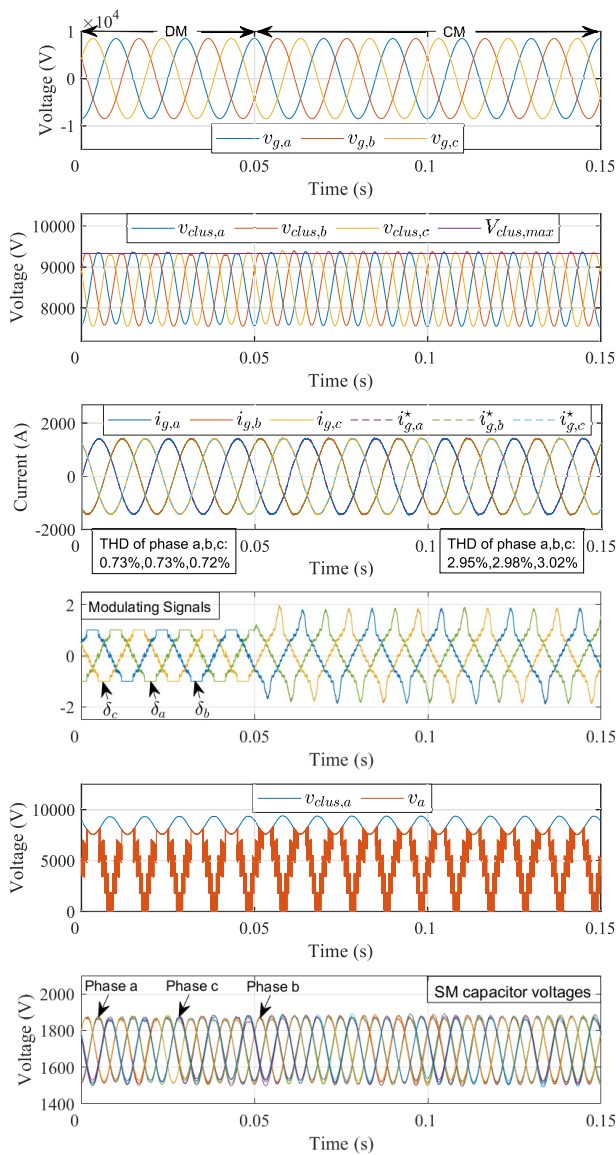 1 ×10⁴
DM
CM
0
-1
Voltage (V)
v_{g,a} v_{g,b} v_{g,c}
0 0.05 0.1 0.15
Time (s)
10000
9000
8000
Voltage (V)
v_{clus,a} v_{clus,b} v_{clus,c} V_{clus,max}
0 0.05 0.1 0.15
Time (s)
2000
0
-2000
Current (A)
i_{g,a} i_{g,b} i_{g,c} i^⋆_{g,a} i^⋆_{g,b} i^⋆_{g,c}
0 0.05 0.1 0.15
Time (s)
THD of phase a,b,c:
0.73%,0.73%,0.72%
THD of phase a,b,c:
2.95%,2.98%,3.02%
Modulating Signals
2
0
-2
δ_c δ_a δ_b
0 0.05 0.1 0.15
Time (s)
10000
5000
0
Voltage (V)
v_{clus,a} v_a
0 0.05 0.1 0.15
Time (s)
2000
1800
1600
1400
Voltage (V)
Phase a Phase c Phase b
SM capacitor voltages
0 0.05 0.1 0.15
Time (s)